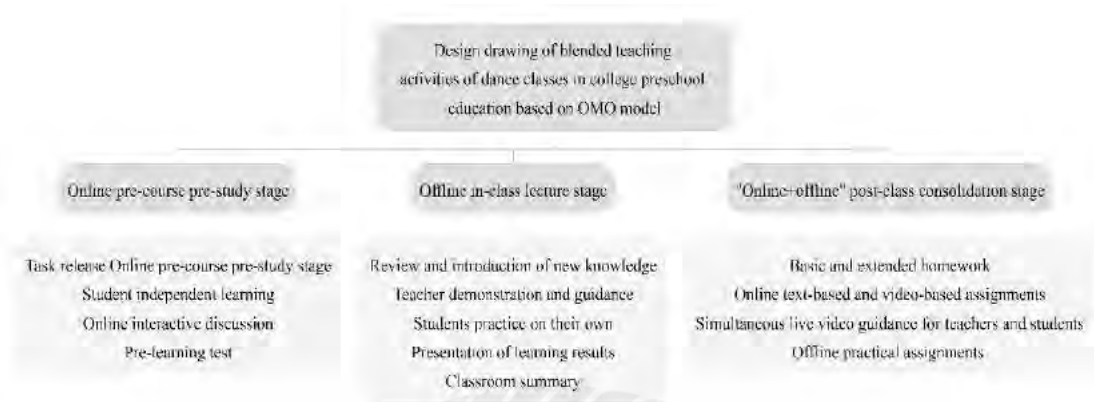 Design drawing of blended teaching
activities of dance classes in college preschool
education based on OMO model
Online pre-course pre-study stage
Offline in-class lecture stage
"Online+offline" post-class consolidation stage
Task release Online pre-course pre-study stage
Student independent learning
Online interactive discussion
Pre-learning test
Review and introduction of new knowledge
Teacher demonstration and guidance
Students practice on their own
Presentation of learning results
Classroom summary
Basic and extended homework
Online text-based and video-based assignments
Simultaneous live video guidance for teachers and students
Offline practical assignments